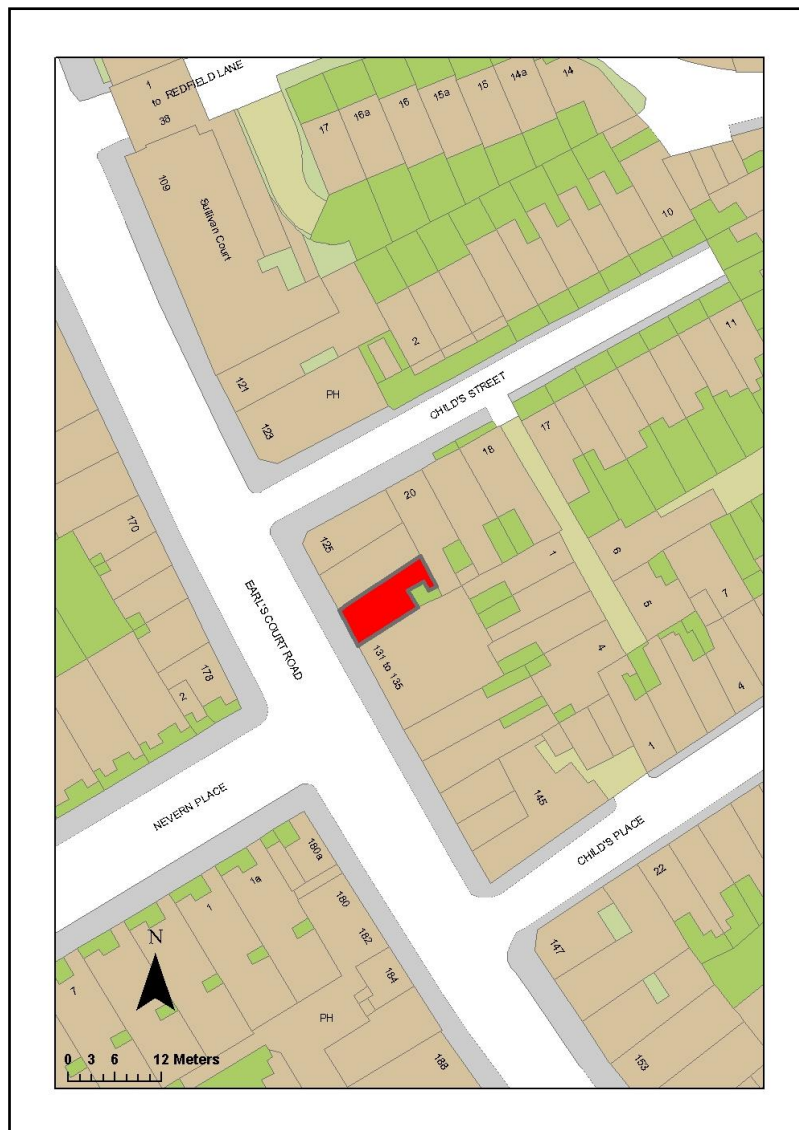 1
to REDFIELD LANE
38
109
Sullivan Court
17
16a
16
15a
15
14a
14
10
2
121
PH
123
CHILD'S STREET
11
17
18
20
125
170
EARL'S COURT ROAD
131 to 135
178
2
1
6
5
7
4
4
1
145
NEVERN PLACE
CHILD'S PLACE
180a
1a
1
7
180
182
184
PH
188
22
147
153
N
0 3 6 12 Meters